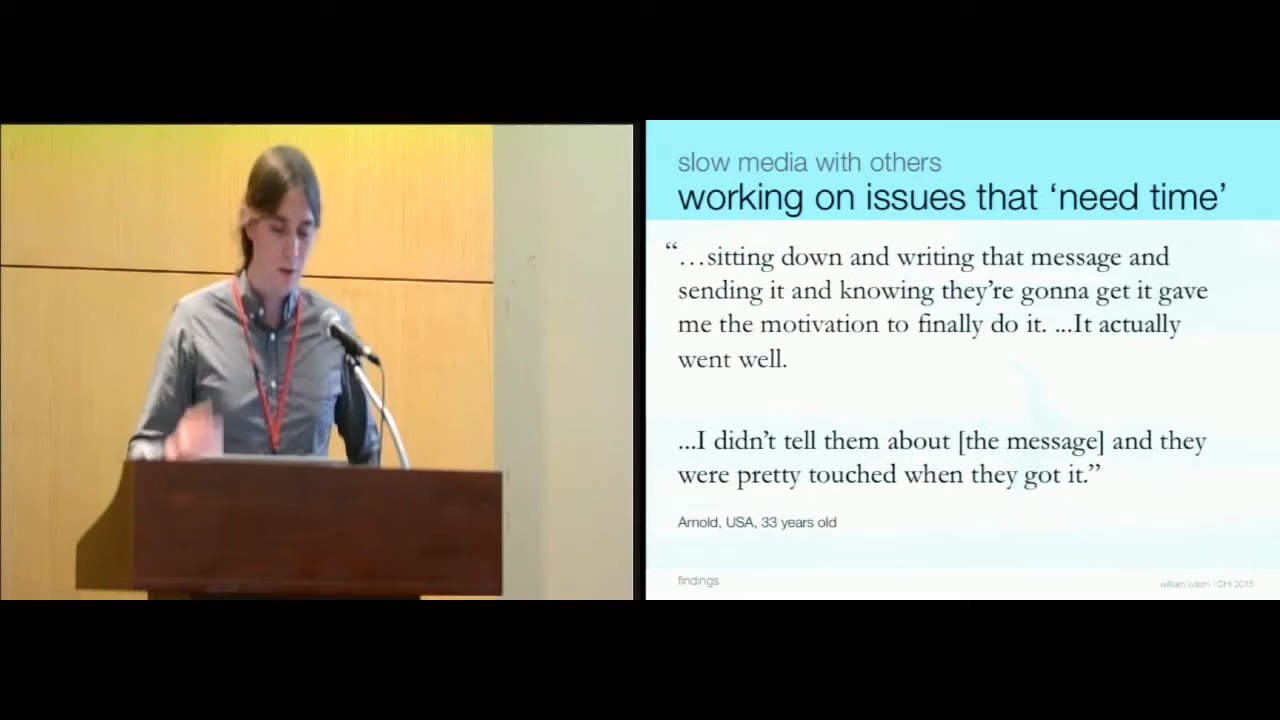 slow media with others
working on issues that ‘need time’
“…sitting down and writing that message and
sending it and knowing they’re gonna get it gave
me the motivation to finally do it. ...It actually
went well.
...I didn’t tell them about [the message] and they
were pretty touched when they got it.”
Arnold, USA, 33 years old
findings
william odom | CHI 2015